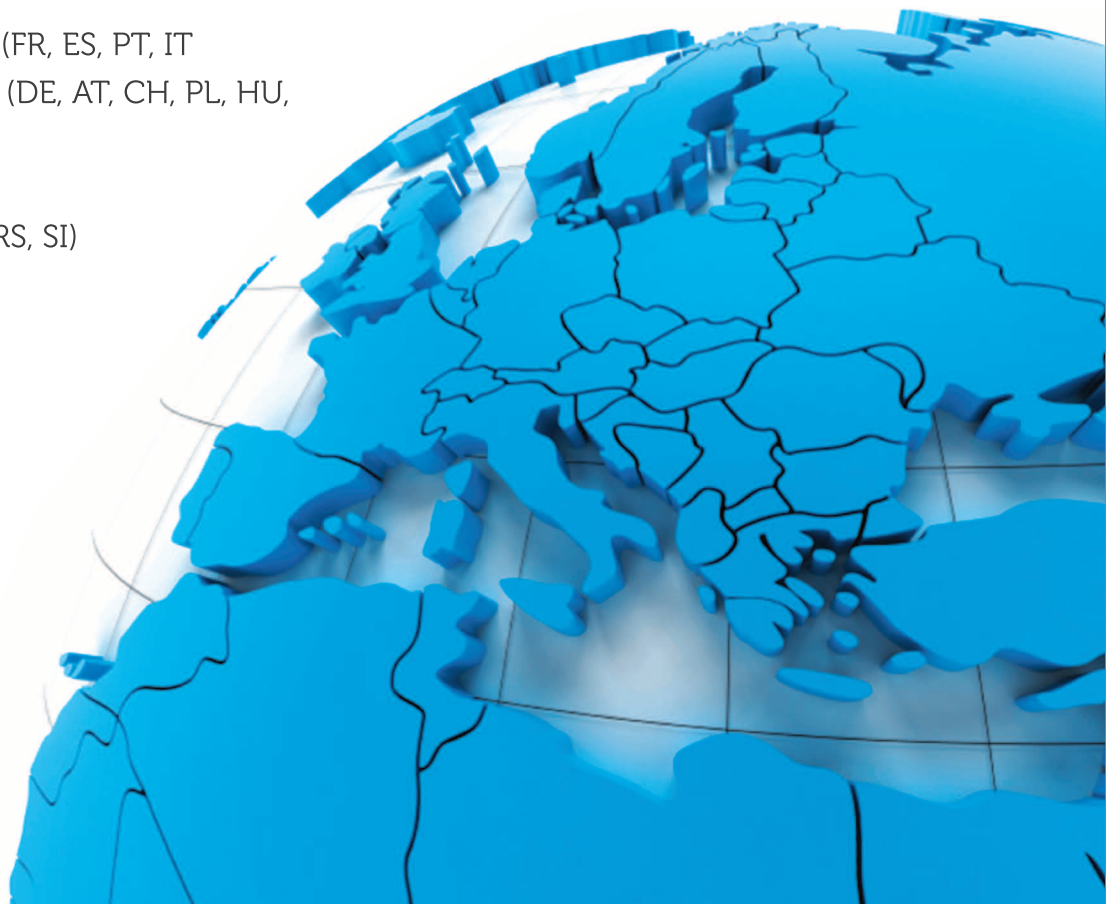 (FR, ES, PT, IT
(DE, AT, CH, PL, HU,
RS, SI)